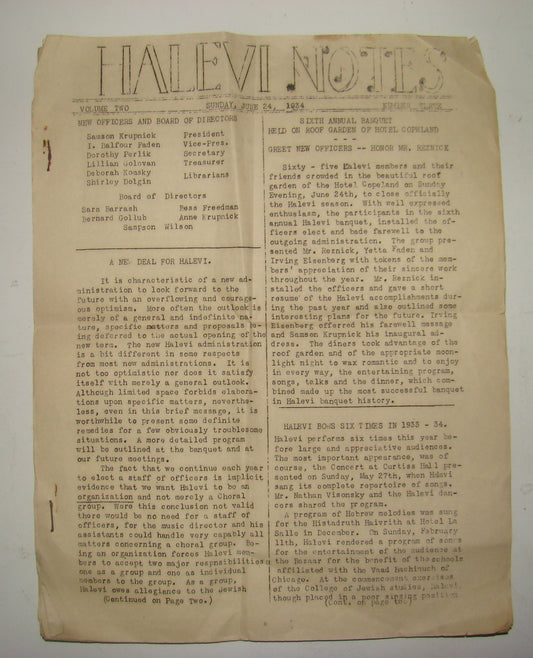 HALEVI NOTES
VOLUME TWO SUNDAY, JUNE 24, 1934 NUMBER
NEW OFFICERS AND BOARD OF DIRECTORS
Samson Krupnick President
I. Balfour Faden Vice-Pres.
Dorothy Perlik Secretary
Lillian Golovan Treasurer
Deborah Konsky Librarians
Shirley Dolgin
Board of Directors
Sara Barrash Bess Freedman
Bernard Gollub Anne Krupnick
Sampson Wilson
A NEW DEAL FOR HALEVI.
It is characteristic of a new ad-
ministration to look forward to the
future with an overflowing and courage-
ous optimism. More often the outlook is
merely of a general and indefinite na-
ture, specific matters and proposals be-
ing deferred to the actual opening of the
new term. The new Halevi administration
is a bit different in some respects
from most new administrations. It is
not too optimistic nor does it satisfy
itself with merely a general outlook.
Although limited space forbids elabora-
tions upon specific matters, neverthe-
less, even in this brief message, it is
worthwhile to present some definite
remedies for a few obviously troublesome
situations. A more detailed program
will be outlined at the banquet and at
our future meetings.
The fact that we continue each year
to elect a staff of officers is implicit
evidence that we want Halevi to be an
organization and not merely a Choral
group. Were this conclusion not valid
there would be no need for a staff of
officers, for the music director and his
assistants could handle very capably all
matters concerning a choral group. Be-
ing an organization forces Halevi mem-
bers to accept two major responsibilities
one as a group and one as individual
members to the group. As a group,
Halevi owes allegiance to the Jewish
(Continued on Page Two.)
SIXTH ANNUAL BASQUET
HELD ON ROOF GARDEN OF HOTEL COPELAND
GREET NEW OFFICERS -- HONOR MR. REZNICK
Sixty - five Halevi members and their
friends crowded in the beautiful roof
garden of the Hotel Copeland on Sunday
Evening, June 24th, to close officially
the Halevi season. With well expressed
enthusiasm, the participants in the sixth
annual Halevi banquet, installed the of-
ficers elect and bade farewell to the
outgoing administration. The group pre-
sented Mr. Reznick, Yetta Faden and
Irving Eisenberg with tokens of the mem-
bers' appreciation of their sincere work
throughout the year. Mr. Reznick in-
stalled the officers and gave a short
resume of the Halevi accomplishments dur-
ing the past year and also outlined some
interesting plans for the future. Irving
Eisenberg offered his farewell message
and Samson Krupnick his inaugural ad-
dress. The diners took advantage of the
roof garden and of the appropriate moon-
light night to wax romantic and to enjoy
in every way, the entertaining program,
songs, talks and the dinner, which com-
bined made up the most successful banquet
in Halevi banquet history.
HALEVI BOWS SIX TIMES IN 1933 - 34.
Halevi performs six times this year be-
fore large and appreciative audiences.
The most important appearance, was of
course, the Concert at Curtiss Hall pre-
sented on Sunday, May 27th, when Halevi
sang its complete repertoire of songs.
Mr. Nathan Visonsky and the Halevi dan-
cers shared the program.
A program of Hebrew melodies was sung
for the Histadruth Haivrith at Hotel La
Salle in December. On Sunday, February
11th, Halevi rendered a program of songs
for the entertainment of the audience at
the Bazaar for the benefit of the schools
affiliated with the Vaad Hachinuch of
Chicago. At the commencement exercises
of the College of Jewish studies, Halevi,
though placed in a poor singing position
(Cont. on page two.)